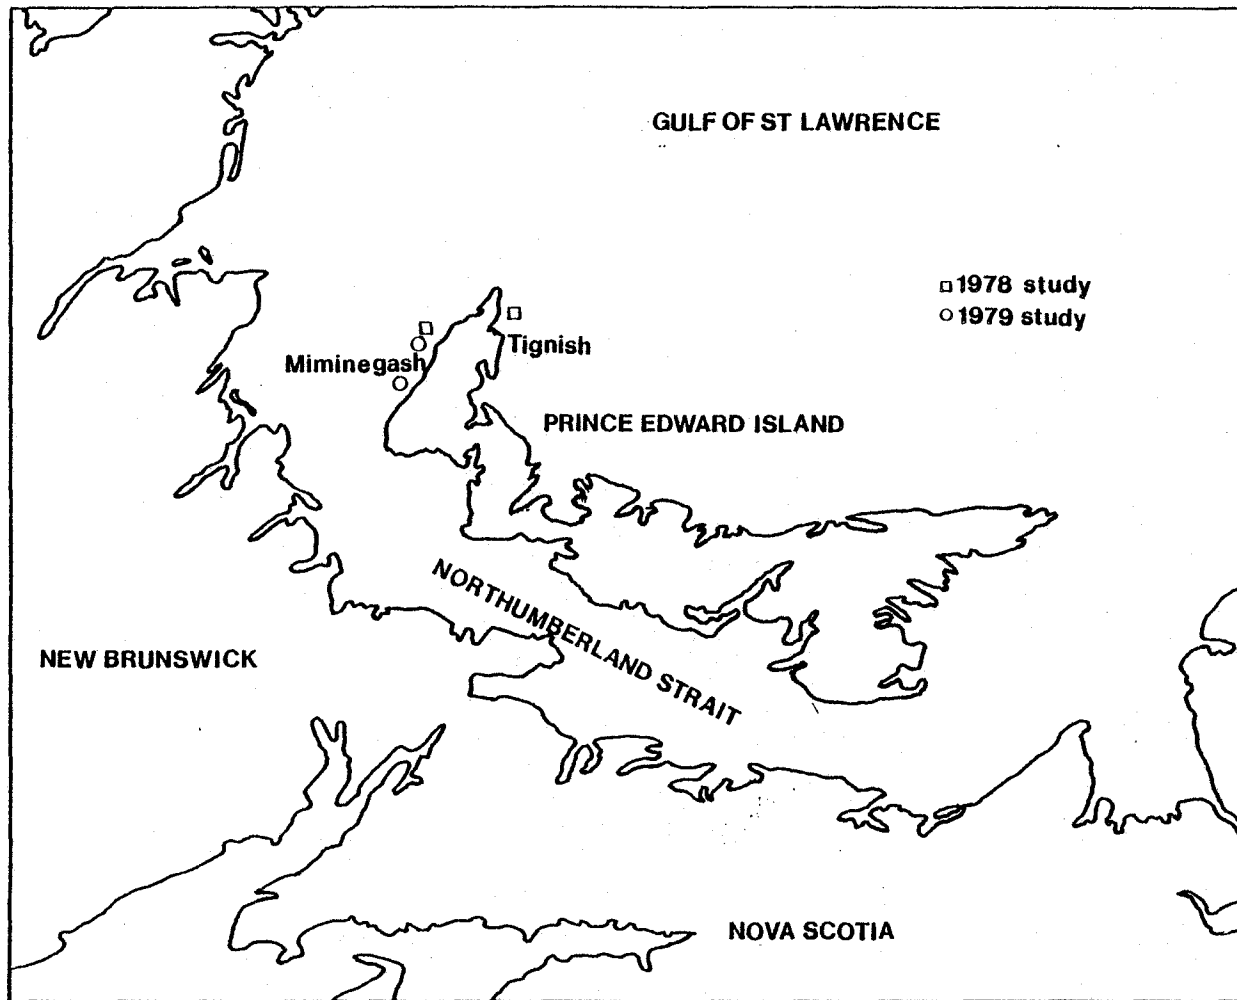 GULF OF ST LAWRENCE
1978 study
1979 study
Tignish
Miminegash
PRINCE EDWARD ISLAND
NORTHUMBERLAND STRAIT
NEW BRUNSWICK
NOVA SCOTIA